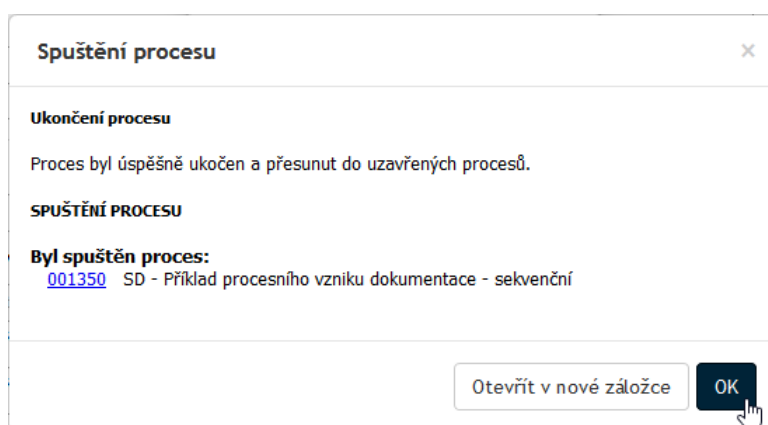 Spuštění procesu
×
Ukončení procesu
Proces byl úspěšně ukočen a přesunut do uzavřených procesů.
SPUŠTĚNÍ PROCESU
Byl spuštěn proces:
001350 SD - Příklad procesního vzniku dokumentace - sekvenční
Otevřít v nové záložce OK